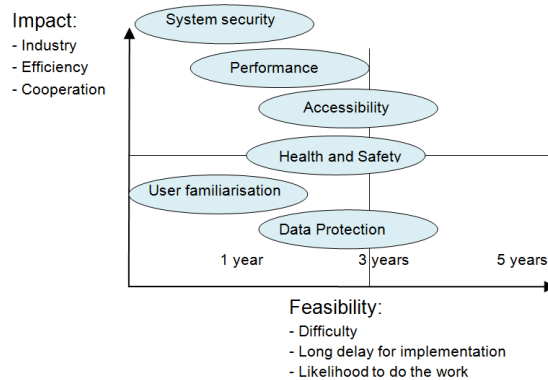 Impact:
- Industry
- Efficiency
- Cooperation
System security
Performance
Accessibility
Health and Safety
User familiarisation
Data Protection
1 year
3 years
5 years
Feasibility:
- Difficulty
- Long delay for implementation
- Likelihood to do the work